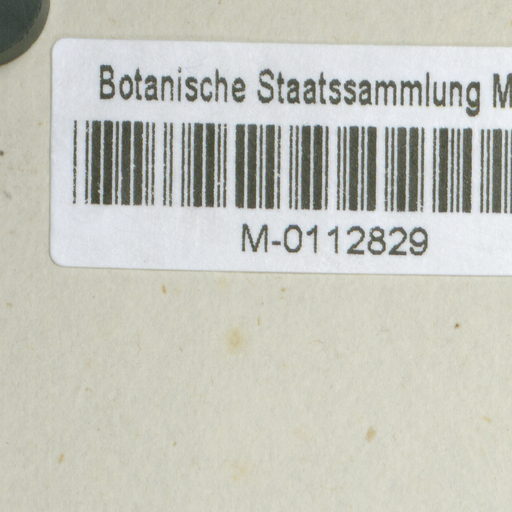 Botanische Staatssammlung M
M-0112829